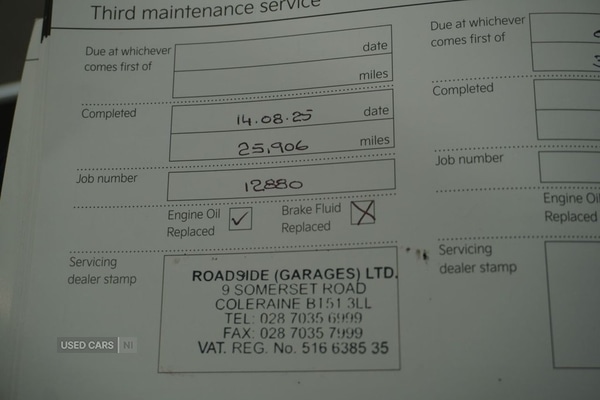 Third maintenance service
Due at whichever
comes first of
date
miles
Completed
14.08.25 date
25,906 miles
Job number
12880
Engine Oil
Replaced
Brake Fluid
Replaced
Servicing
dealer stamp
ROADSIDE (GARAGES) LTD.
9 SOMERSET ROAD
COLERAINE BT51 3LL
TEL: 028 7035 6999
FAX: 028 7035 7999
VAT. REG. No. 516 6385 35
Due at whichever
comes first of
Completed
Job number
Engine Oil
Replaced
Servicing
dealer stamp
USED CARS NI